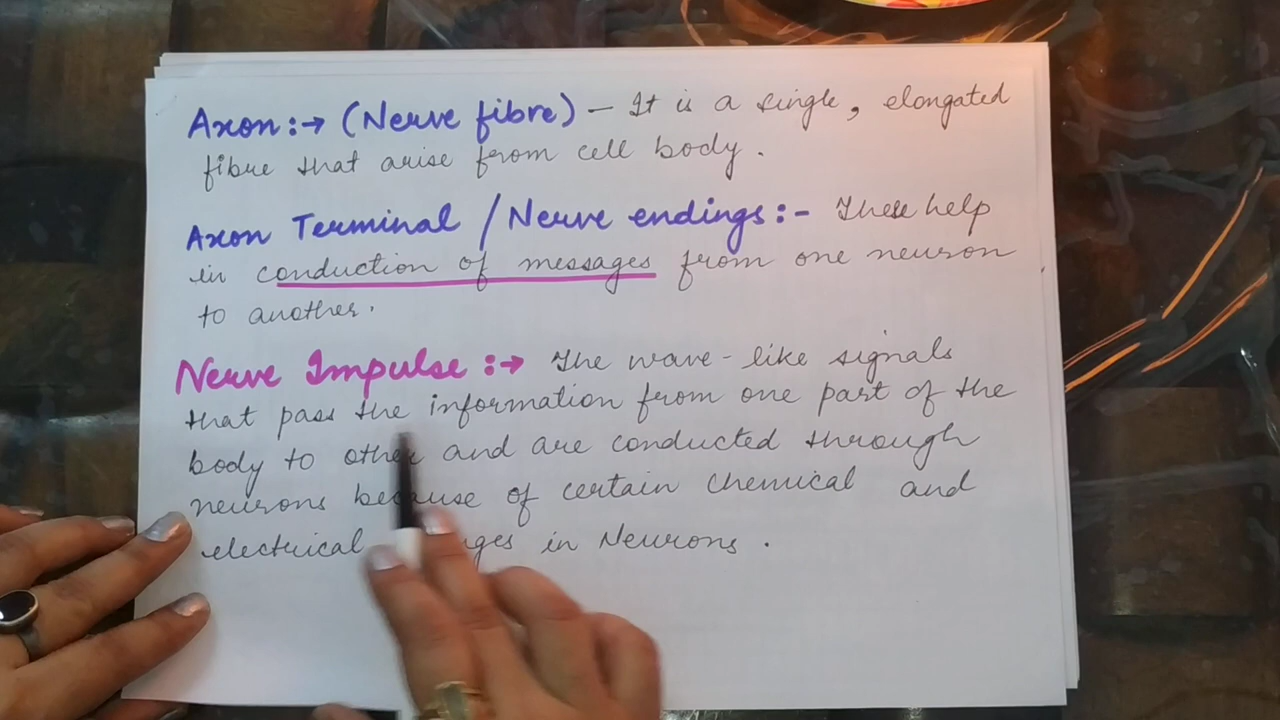 Axon :→ (Nerve fibre) – It is a single, elongated
fibre that arise from cell body.
Axon Terminal / Nerve endings :- These help
in conduction of messages from one neuron
to another.
Nerve Impulse :→ The wave-like signals
that pass the information from one part of the
body to other and are conducted through
neurons because of certain chemical and
electrical in Neurons.